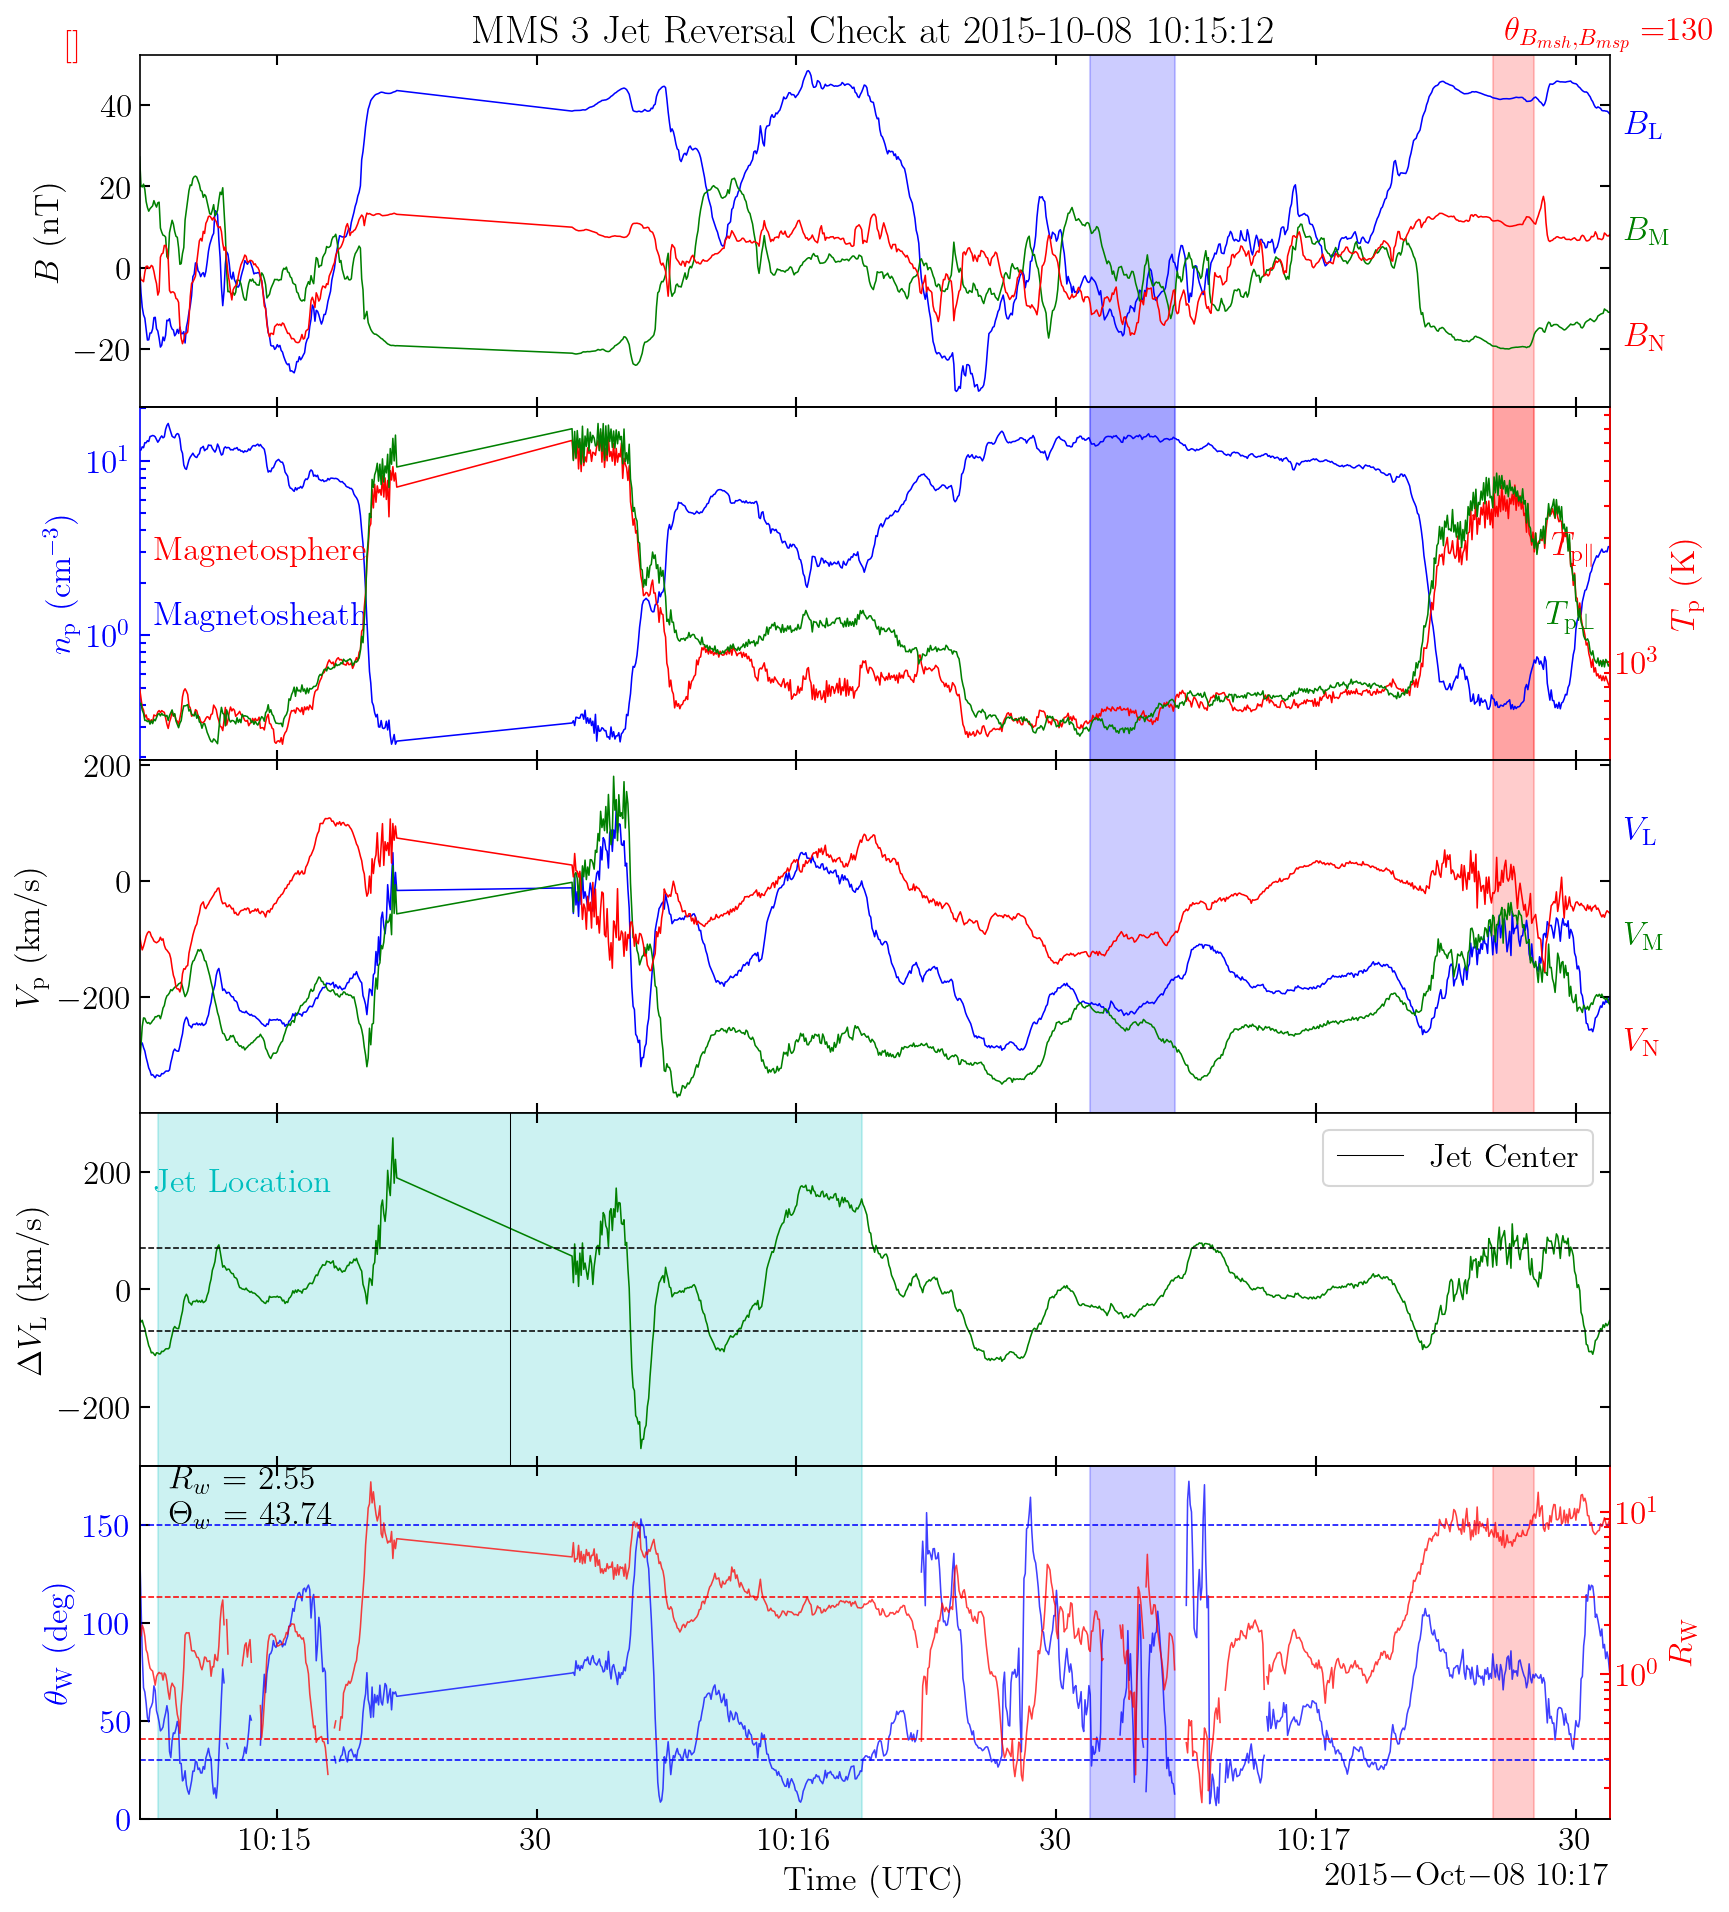 MMS 3 Jet Reversal Check at 2015-10-08 10:15:12
[]
θ_{B_{msh},B_{msp}} =130
40
20
0
−20
B (nT)
B_L
B_M
B_N
10^1
10^0
n_p (cm^{−3})
Magnetosphere
Magnetosheath
T_{p∥}
T_{p⊥}
10^3
T_p (K)
200
0
−200
V_p (km/s)
V_L
V_M
V_N
Jet Location
Jet Center
200
0
−200
ΔV_L (km/s)
R_w = 2.55
Θ_w = 43.74
150
100
50
0
θ_W (deg)
10^1
10^0
R_W
10:15
30
10:16
30
10:17
30
Time (UTC)
2015−Oct−08 10:17